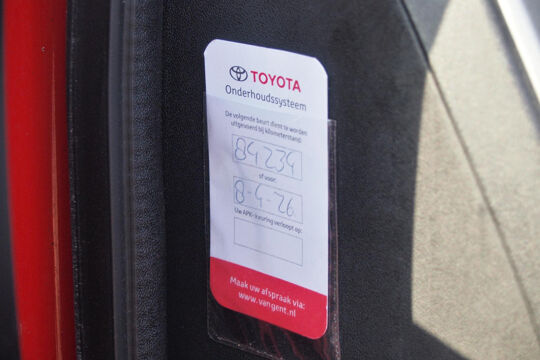 TOYOTA
Onderhoudssysteem
De volgende beurt dient te worden
uitgevoerd bij kilometerstand:
84.234
of voor:
8-4-26
Uw APK-keuring verloopt op:
Maak uw afspraak via:
www.vangent.nl